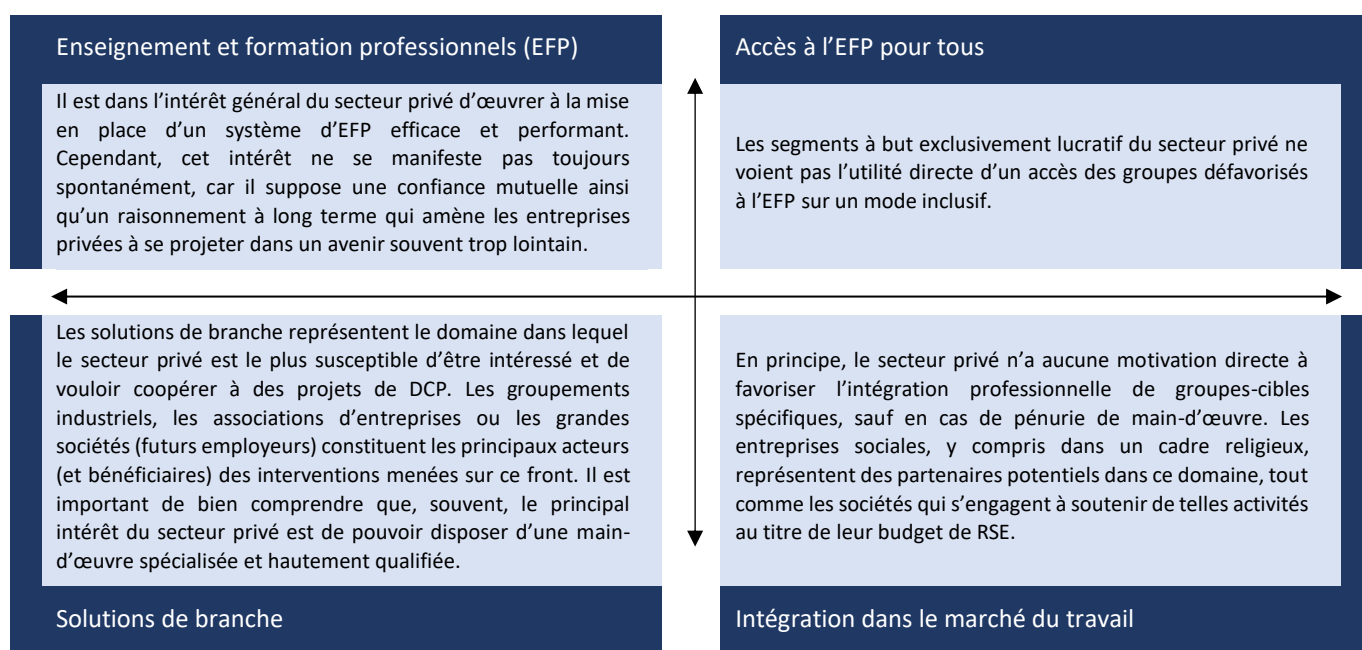 Enseignement et formation professionnels (EFP)
Il est dans l’intérêt général du secteur privé d’œuvrer à la mise
en place d’un système d’EFP efficace et performant.
Cependant, cet intérêt ne se manifeste pas toujours
spontanément, car il suppose une confiance mutuelle ainsi
qu’un raisonnement à long terme qui amène les entreprises
privées à se projeter dans un avenir souvent trop lointain.
Accès à l’EFP pour tous
Les segments à but exclusivement lucratif du secteur privé ne
voient pas l’utilité directe d’un accès des groupes défavorisés
à l’EFP sur un mode inclusif.
Les solutions de branche représentent le domaine dans lequel
le secteur privé est le plus susceptible d’être intéressé et de
vouloir coopérer à des projets de DCP. Les groupements
industriels, les associations d’entreprises ou les grandes
sociétés (futurs employeurs) constituent les principaux acteurs
(et bénéficiaires) des interventions menées sur ce front. Il est
important de bien comprendre que, souvent, le principal
intérêt du secteur privé est de pouvoir disposer d’une main-
d’œuvre spécialisée et hautement qualifiée.
Solutions de branche
En principe, le secteur privé n’a aucune motivation directe à
favoriser l’intégration professionnelle de groupes-cibles
spécifiques, sauf en cas de pénurie de main-d’œuvre. Les
entreprises sociales, y compris dans un cadre religieux,
représentent des partenaires potentiels dans ce domaine, tout
comme les sociétés qui s’engagent à soutenir de telles activités
au titre de leur budget de RSE.
Intégration dans le marché du travail